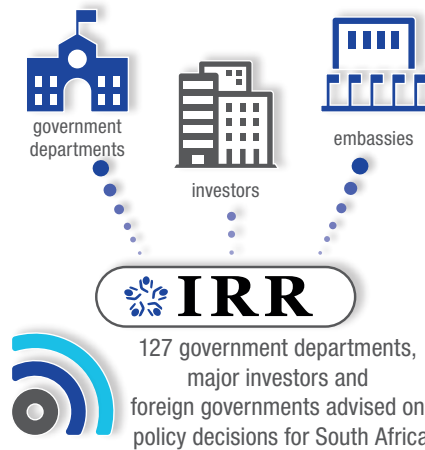 government
departments
investors
embassies
IRR
127 government departments,
major investors and
foreign governments advised on
policy decisions for South Africa